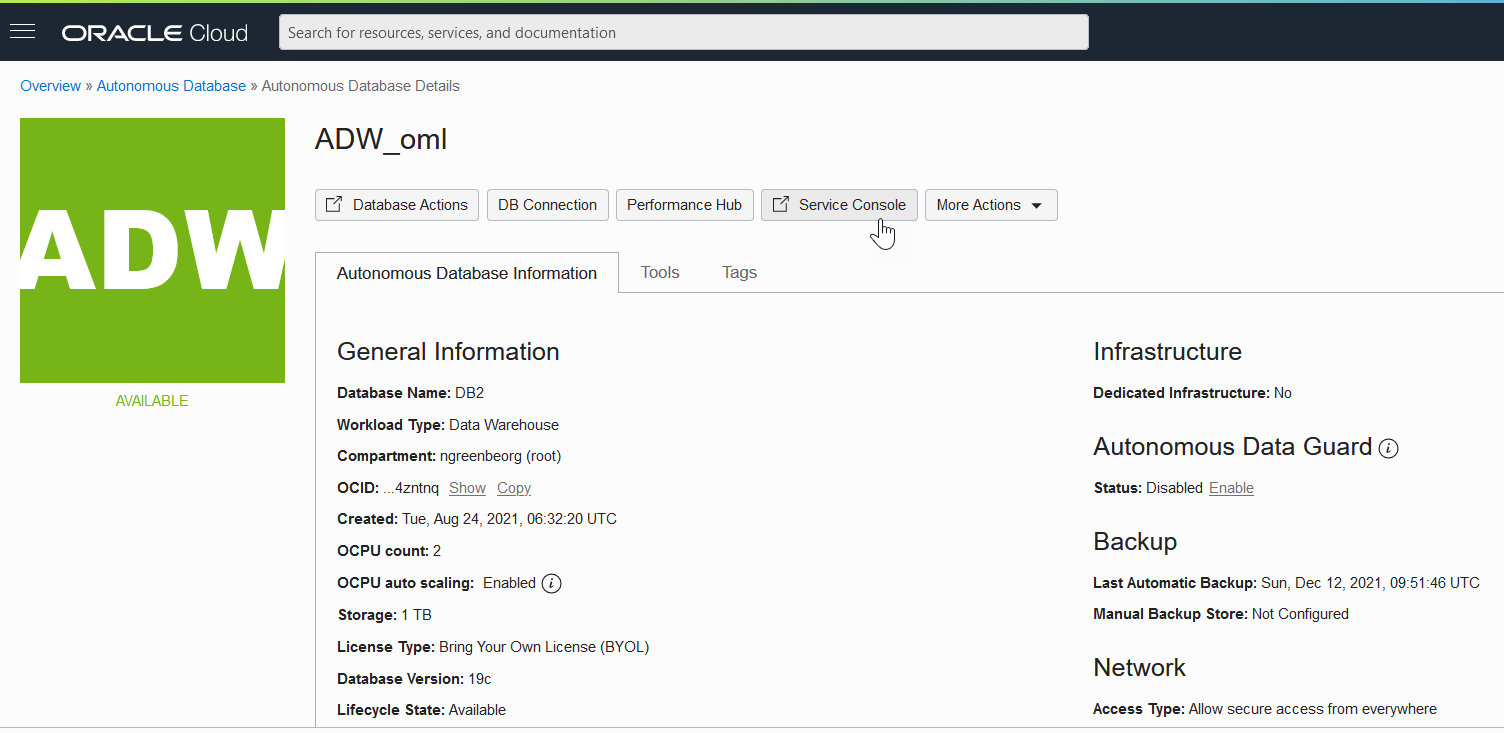 ORACLE Cloud
Search for resources, services, and documentation
Overview » Autonomous Database » Autonomous Database Details
ADW
AVAILABLE
ADW_oml
Database Actions
DB Connection
Performance Hub
Service Console
More Actions
Autonomous Database Information
Tools
Tags
General Information
Database Name: DB2
Workload Type: Data Warehouse
Compartment: ngreenbeorg (root)
OCID: ...4zntnq Show Copy
Created: Tue, Aug 24, 2021, 06:32:20 UTC
OCPU count: 2
OCPU auto scaling: Enabled i
Storage: 1 TB
License Type: Bring Your Own License (BYOL)
Database Version: 19c
Lifecycle State: Available
Infrastructure
Dedicated Infrastructure: No
Autonomous Data Guard i
Status: Disabled Enable
Backup
Last Automatic Backup: Sun, Dec 12, 2021, 09:51:46 UTC
Manual Backup Store: Not Configured
Network
Access Type: Allow secure access from everywhere